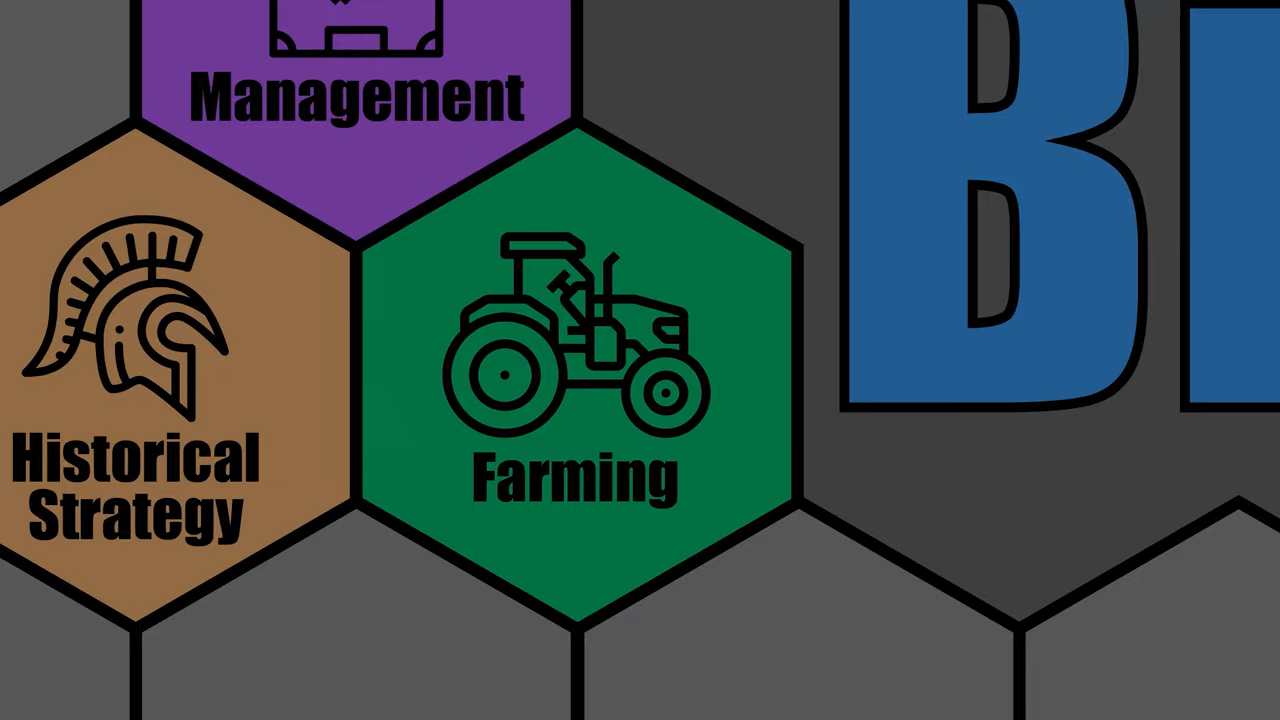 Management
B
Historical
Strategy
Farming